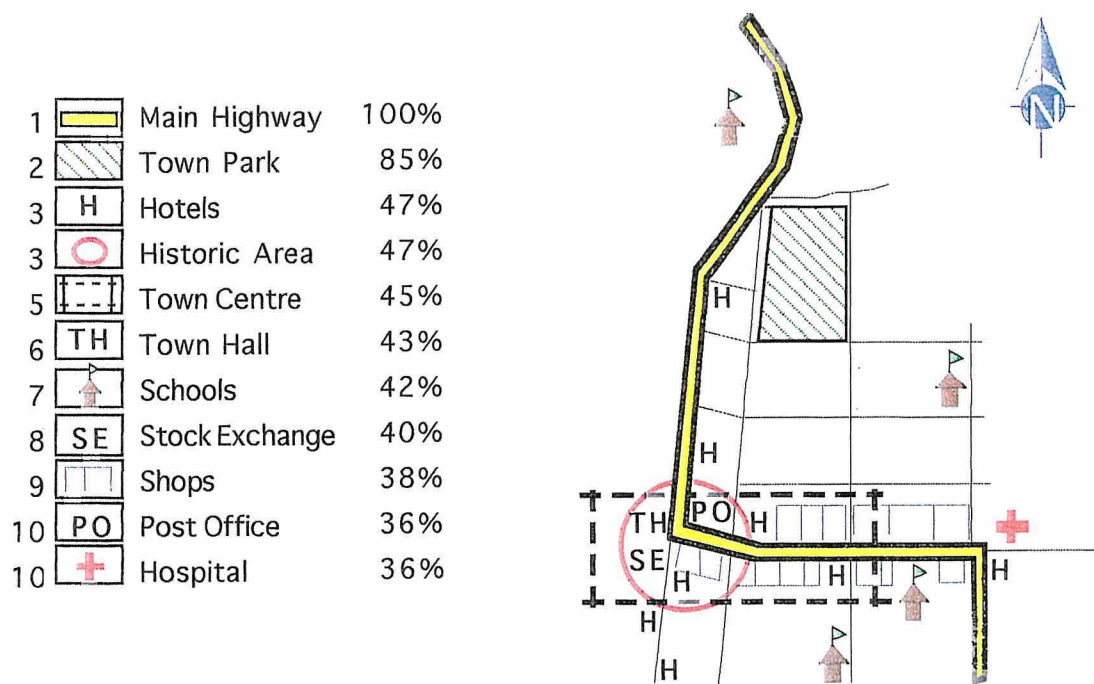 1 Main Highway 100%
2 Town Park 85%
3 H Hotels 47%
3 Historic Area 47%
5 Town Centre 45%
6 TH Town Hall 43%
7 Schools 42%
8 SE Stock Exchange 40%
9 Shops 38%
10 PO Post Office 36%
10 Hospital 36%
N
H
H
TH PO H
SE
H H H
H
H